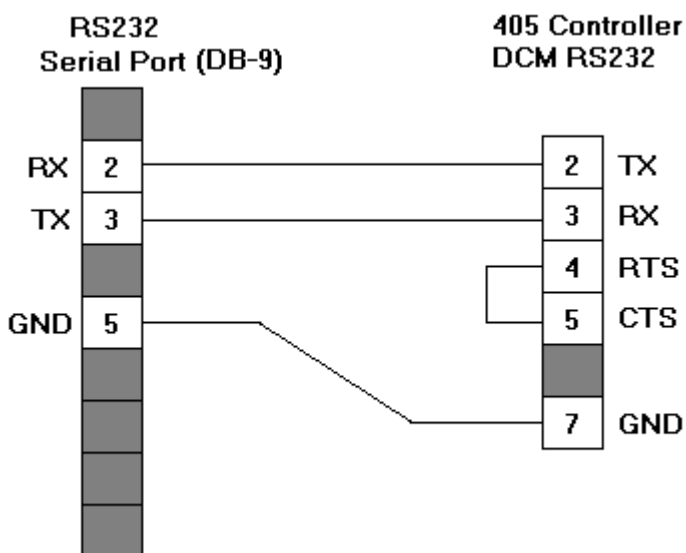 RS232
Serial Port (DB-9)
405 Controller
DCM RS232
RX 2
2 TX
TX 3
3 RX
4 RTS
GND 5
5 CTS
7 GND